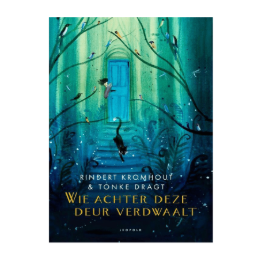 RINDERT KROMHOUT
& TONKE DRAGT
WIE ACHTER DEZE
DEUR VERDWAALT
LEOPOLD